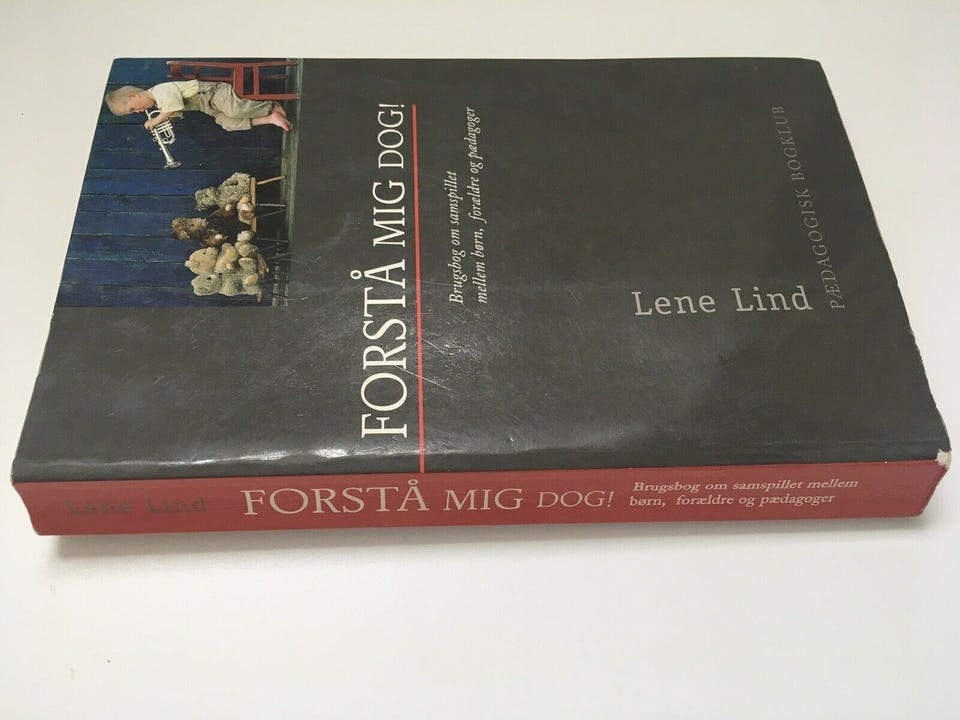 FORSTÅ MIG DOG!
Brugsbog om samspillet
mellem børn, forældre og pædagoger
Lene Lind
PÆDAGOGISK BOGKLUB
Lene Lind
FORSTÅ MIG DOG!
Brugsbog om samspillet mellem
børn, forældre og pædagoger